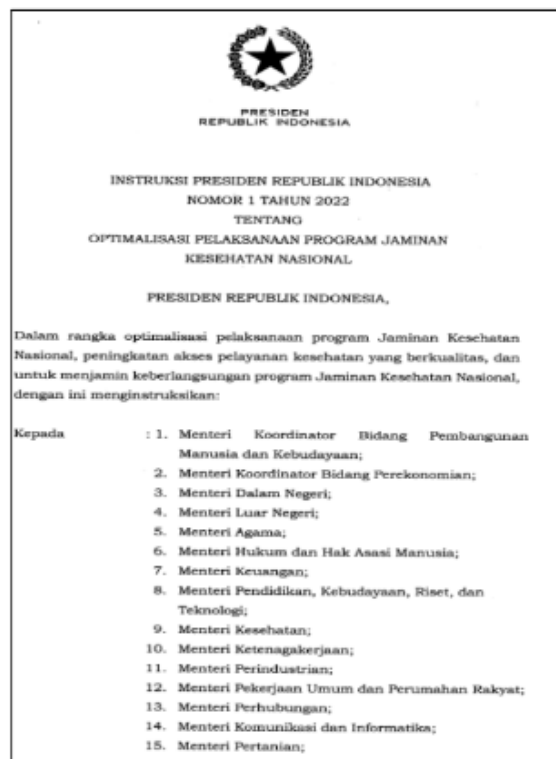 PRESIDEN
REPUBLIK INDONESIA
INSTRUKSI PRESIDEN REPUBLIK INDONESIA
NOMOR 1 TAHUN 2022
TENTANG
OPTIMALISASI PELAKSANAAN PROGRAM JAMINAN
KESEHATAN NASIONAL
PRESIDEN REPUBLIK INDONESIA,
Dalam rangka optimalisasi pelaksanaan program Jaminan Kesehatan
Nasional, peningkatan akses pelayanan kesehatan yang berkualitas, dan
untuk menjamin keberlangsungan program Jaminan Kesehatan Nasional,
dengan ini menginstruksikan:
Kepada : 1. Menteri Koordinator Bidang Pembangunan
Manusia dan Kebudayaan;
2. Menteri Koordinator Bidang Perekonomian;
3. Menteri Dalam Negeri;
4. Menteri Luar Negeri;
5. Menteri Agama;
6. Menteri Hukum dan Hak Asasi Manusia;
7. Menteri Keuangan;
8. Menteri Pendidikan, Kebudayaan, Riset, dan
Teknologi;
9. Menteri Kesehatan;
10. Menteri Ketenagakerjaan;
11. Menteri Perindustrian;
12. Menteri Pekerjaan Umum dan Perumahan Rakyat;
13. Menteri Perhubungan;
14. Menteri Komunikasi dan Informatika;
15. Menteri Pertanian;